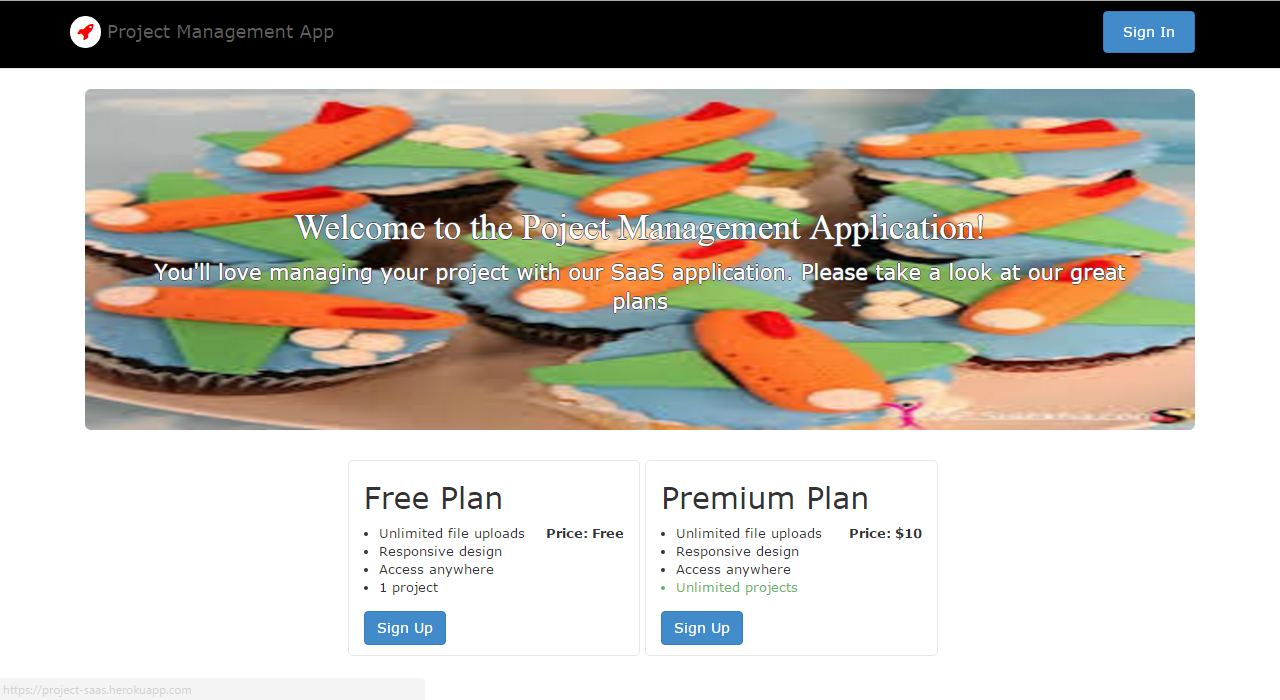 Project Management App
Sign In
Welcome to the Poject Management Application!
You'll love managing your project with our SaaS application. Please take a look at our great
plans
Free Plan
Unlimited file uploads
Price: Free
Responsive design
Access anywhere
1 project
Sign Up
Premium Plan
Unlimited file uploads
Price: $10
Responsive design
Access anywhere
Unlimited projects
Sign Up
https://project-saas.herokuapp.com